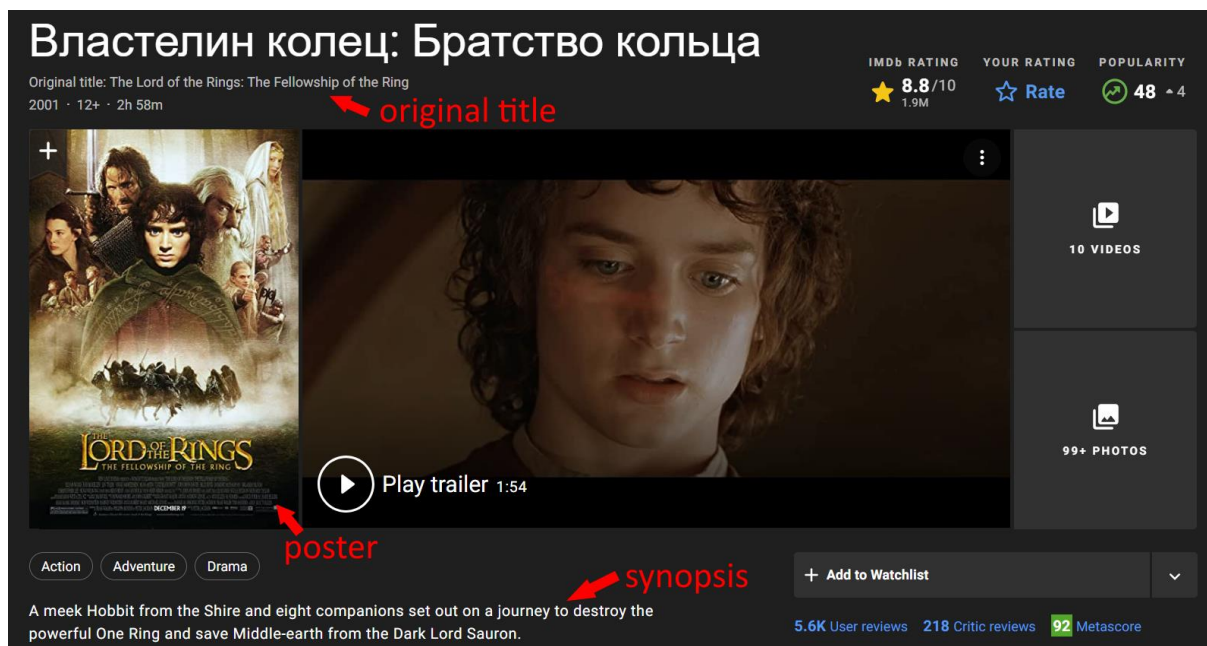 Властелин колец: Братство кольца
Original title: The Lord of the Rings: The Fellowship of the Ring
2001 · 12+ · 2h 58m
original title
IMDb RATING
8.8/10
1.9M
YOUR RATING
Rate
POPULARITY
48
4
THE
LORD OF THE RINGS
THE FELLOWSHIP OF THE RING
DECEMBER 19
poster
Play trailer 1:54
10 VIDEOS
99+ PHOTOS
Action Adventure Drama
synopsis
A meek Hobbit from the Shire and eight companions set out on a journey to destroy the
powerful One Ring and save Middle-earth from the Dark Lord Sauron.
+ Add to Watchlist
5.6K User reviews 218 Critic reviews 92 Metascore